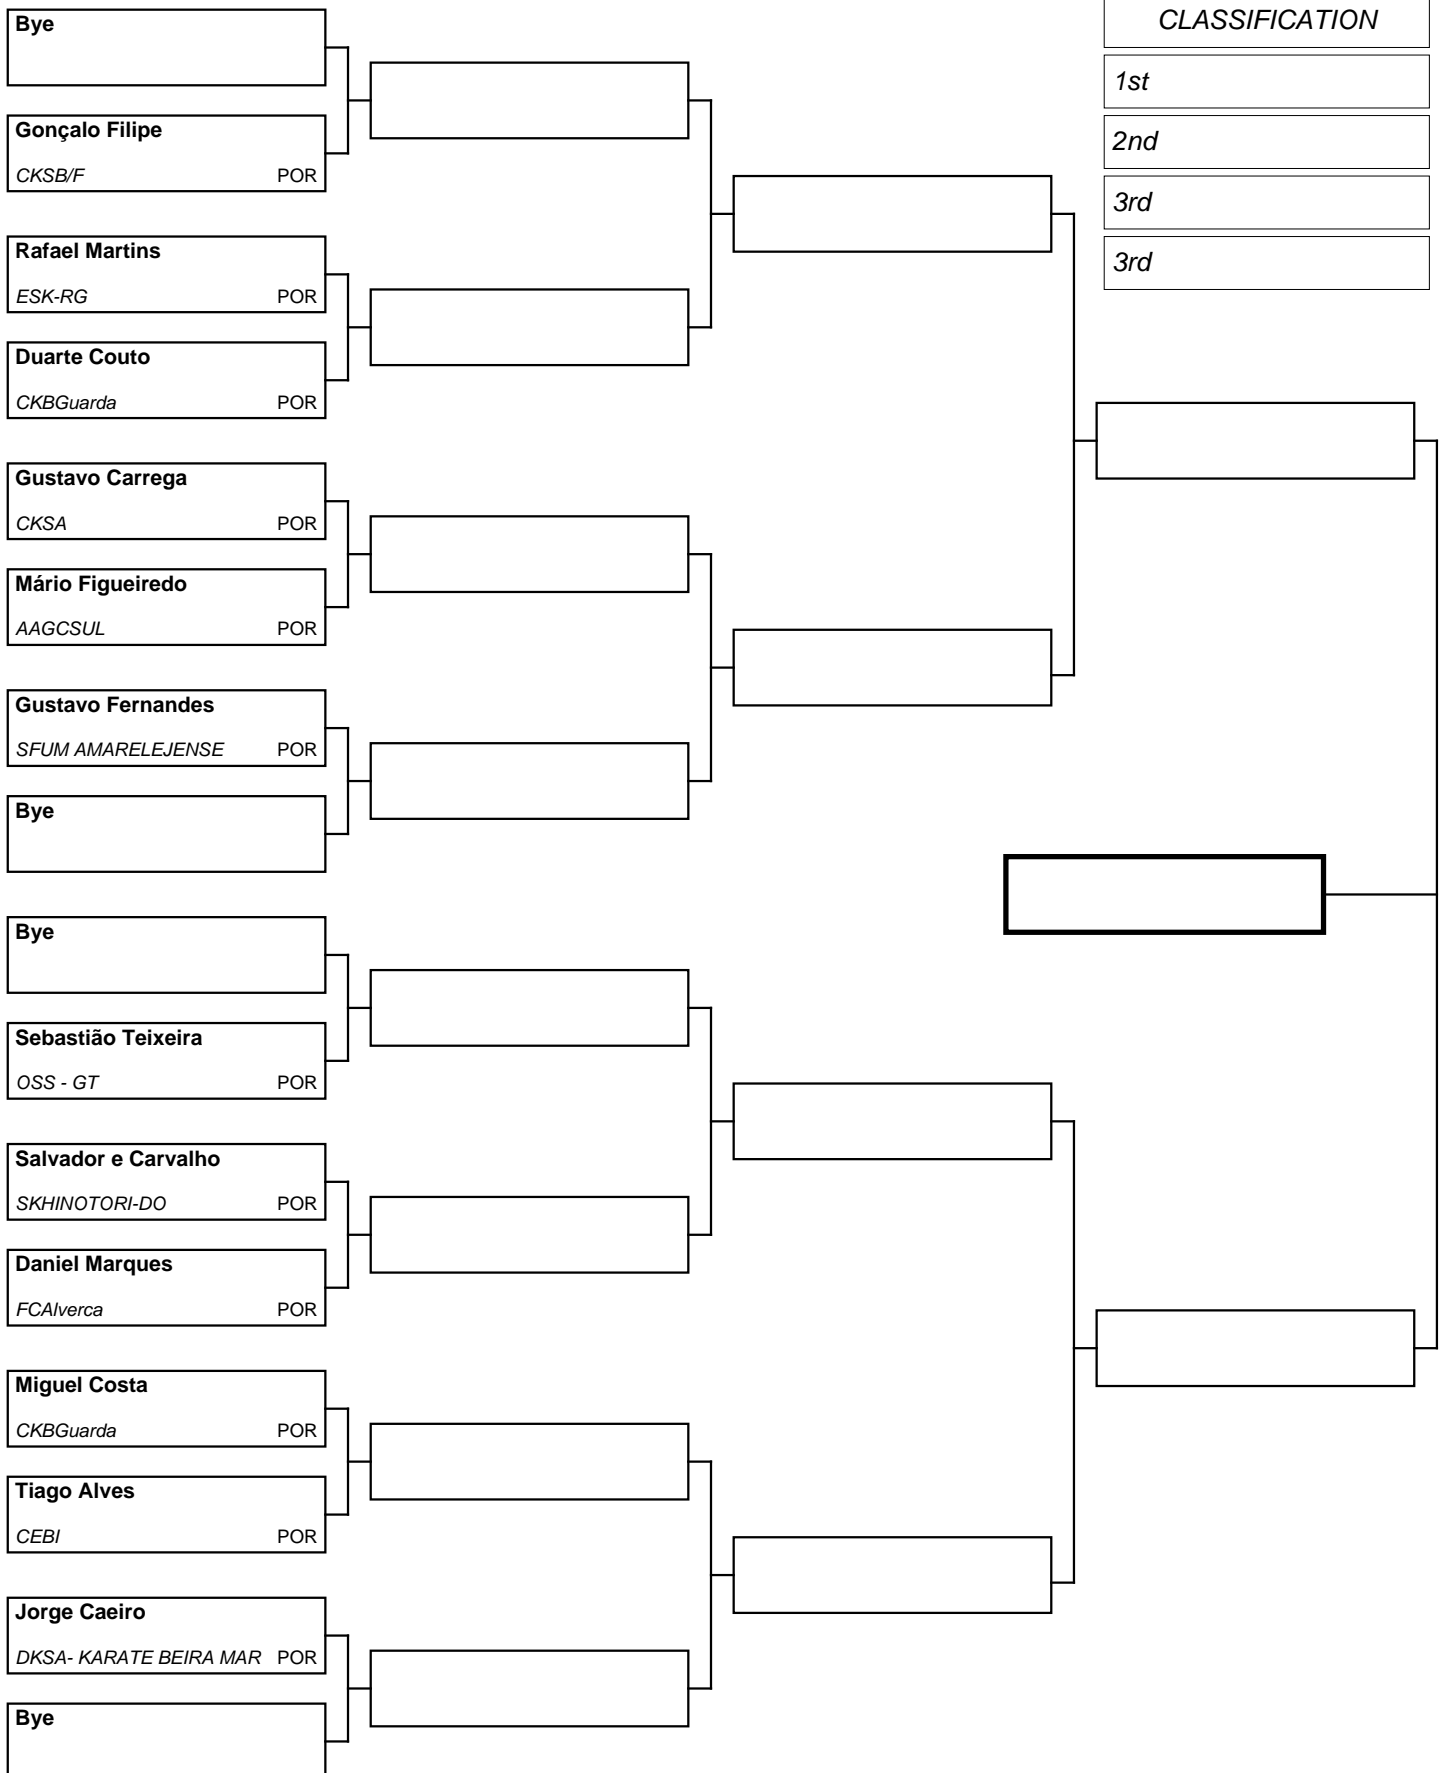 Bye
Gonçalo Filipe
CKSB/F POR
Rafael Martins
ESK-RG POR
Duarte Couto
CKBGuarda POR
Gustavo Carrega
CKSA POR
Mário Figueiredo
AAGCSUL POR
Gustavo Fernandes
SFUM AMARELEJENSE POR
Bye
Bye
Sebastião Teixeira
OSS - GT POR
Salvador e Carvalho
SKHINOTORI-DO POR
Daniel Marques
FCAlverca POR
Miguel Costa
CKBGuarda POR
Tiago Alves
CEBI POR
Jorge Caeiro
DKSA- KARATE BEIRA MAR POR
Bye
CLASSIFICATION
1st
2nd
3rd
3rd